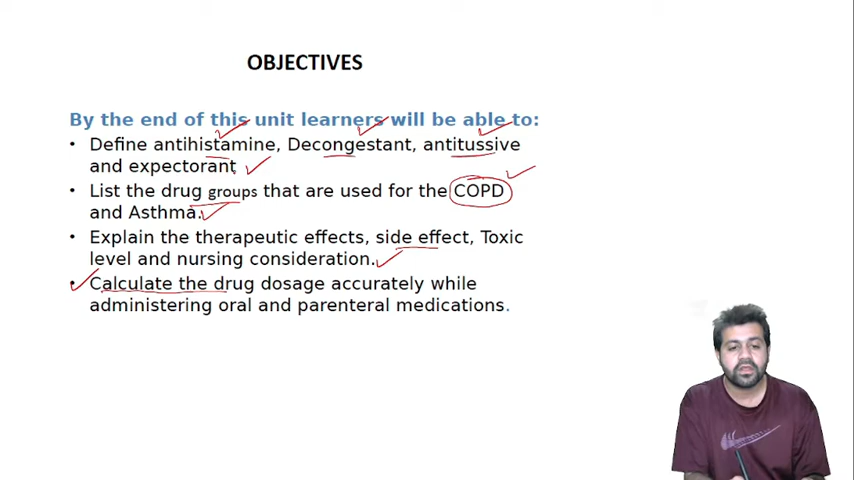 OBJECTIVES
By the end of this unit learners will be able to:
• Define antihistamine, Decongestant, antitussive
and expectorant
• List the drug groups that are used for the COPD
and Asthma.
• Explain the therapeutic effects, side effect, Toxic
level and nursing consideration.
• Calculate the drug dosage accurately while
administering oral and parenteral medications.